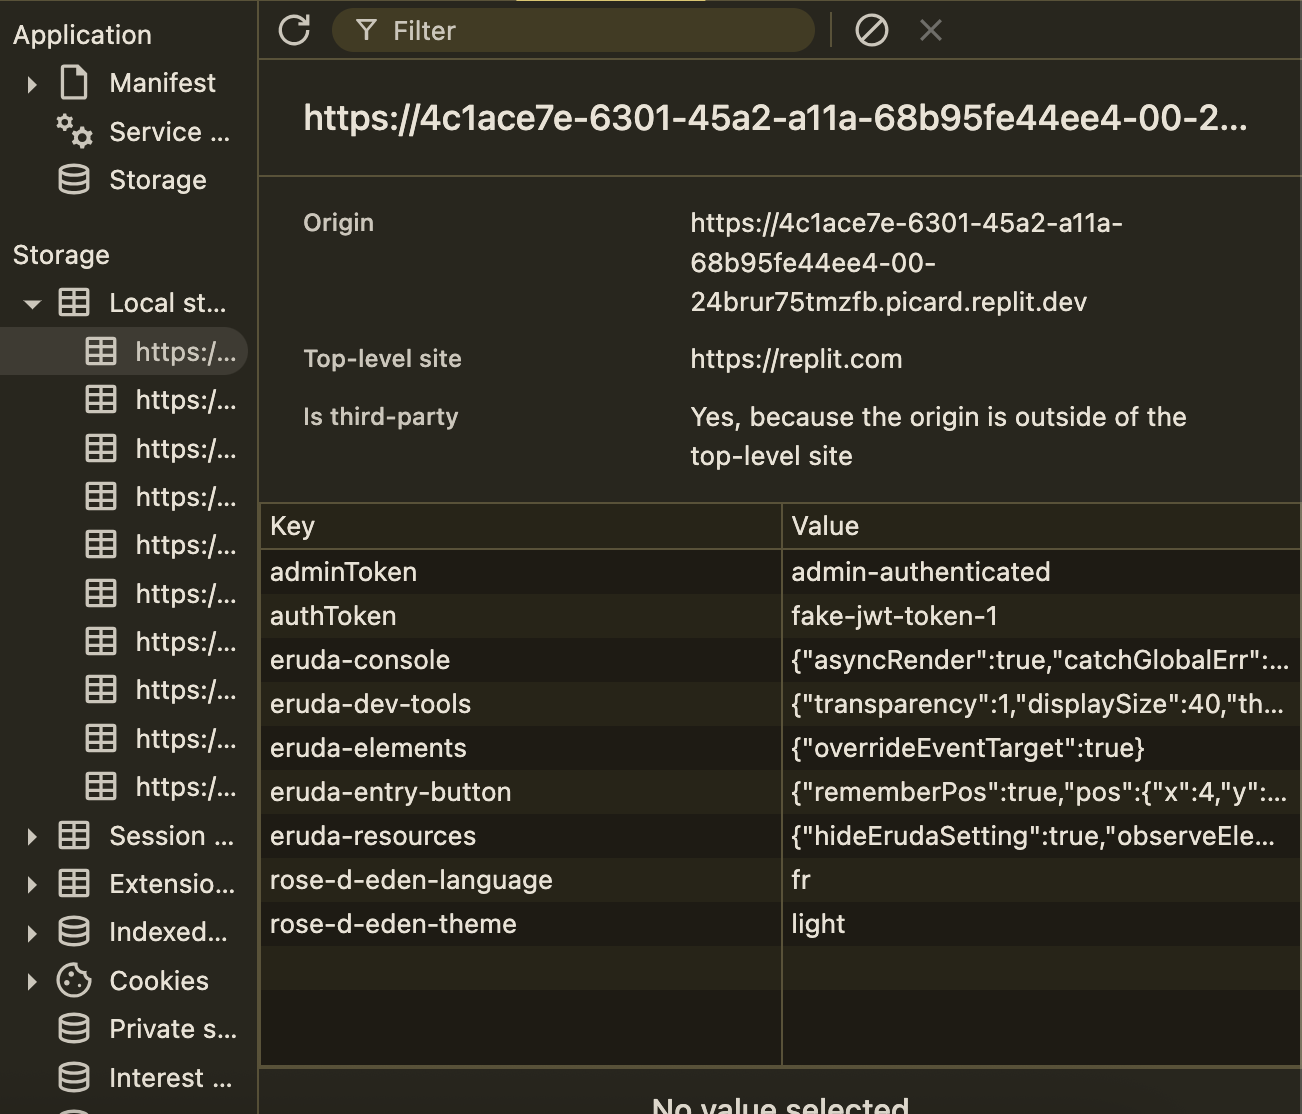 Application
Manifest
Service ...
Storage
Storage
Local st...
https:/...
https:/...
https:/...
https:/...
https:/...
https:/...
https:/...
https:/...
https:/...
https:/...
Session ...
Extensio...
Indexed...
Cookies
Private s...
Interest ...
Filter
https://4c1ace7e-6301-45a2-a11a-68b95fe44ee4-00-2...
Origin
https://4c1ace7e-6301-45a2-a11a-
68b95fe44ee4-00-
24brur75tmzfb.picard.replit.dev
Top-level site
https://replit.com
Is third-party
Yes, because the origin is outside of the
top-level site
Key Value
adminToken admin-authenticated
authToken fake-jwt-token-1
eruda-console {"asyncRender":true,"catchGlobalErr":...
eruda-dev-tools {"transparency":1,"displaySize":40,"th...
eruda-elements {"overrideEventTarget":true}
eruda-entry-button {"rememberPos":true,"pos":{"x":4,"y":...
eruda-resources {"hideErudaSetting":true,"observeEle...
rose-d-eden-language fr
rose-d-eden-theme light
No value selected